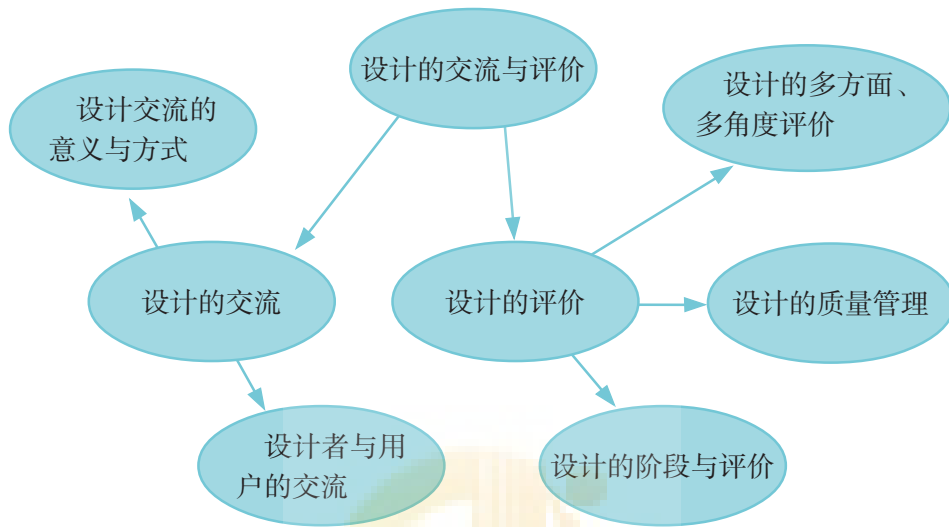 设计的交流与评价
设计交流的
意义与方式
设计的多方面、
多角度评价
设计的交流
设计的评价
设计的质量管理
设计者与用
户的交流
设计的阶段与评价